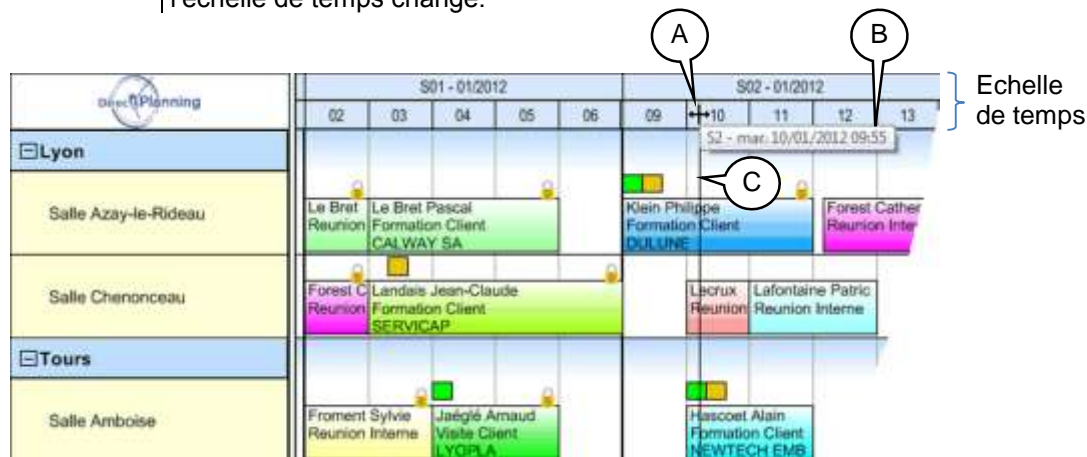 l'échelle de temps change.
A
B
S01 - 01/2012
S02 - 01/2012
Echelle
de temps
Direct Planning
02 03 04 05 06 09 10 11 12 13
S2 - mar. 10/01/2012 09:55
Lyon
C
Salle Azay-le-Rideau
Le Bret
Reunion
Le Bret Pascal
Formation Client
CALWAY SA
Klein Philippe
Formation Client
DULUNE
Forest Cather
Reunion Inter
Salle Chenonceau
Forest C
Reunion
Landais Jean-Claude
Formation Client
SERVICAP
Lecrux
Reunion
Lafontaine Patric
Reunion Interne
Tours
Salle Amboise
Froment Sylvie
Reunion Interne
Jaéglé Arnaud
Visite Client
LYOPLA
Hascoet Alain
Formation Client
NEWTECH EMB